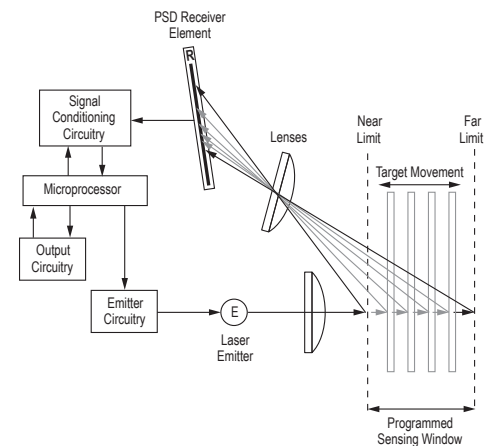 PSD Receiver
Element
R
Signal
Conditioning
Circuitry
Near
Limit
Far
Limit
Lenses
Target Movement
Microprocessor
Output
Circuitry
Emitter
Circuitry
E
Laser
Emitter
Programmed
Sensing Window